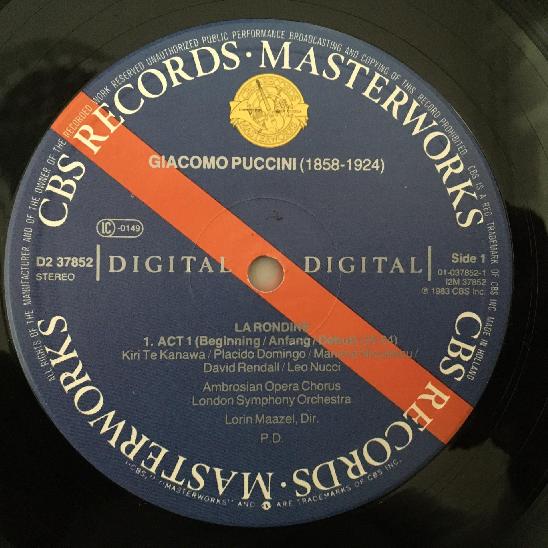 WORK RESERVED UNAUTHORIZED PUBLIC PERFORMANCE BROADCASTING AND COPYING OF THIS RECORD PROHIBITED.
CBS IS A REG. TRADEMARK OF CBS INC. MADE IN HOLLAND
ALL RIGHTS OF THE MANUFACTURER AND OF THE OWNER OF THE RECORDED
CBS RECORDS · MASTERWORKS
CBS RECORDS · MASTERWORKS
GIACOMO PUCCINI (1858-1924)
IC -0149
D2 37852
STEREO
DIGITAL
DIGITAL
Side 1
01-037852-1
I2M 37852
℗ 1983 CBS Inc.
LA RONDINE
1. ACT 1 (Beginning / Anfang /
Kiri Te Kanawa / Placido Domingo /
David Rendall / Leo Nucci
Ambrosian Opera Chorus
London Symphony Orchestra
Lorin Maazel, Dir.
P.D.
"MASTERWORKS" AND ARE TRADEMARKS OF CBS INC.